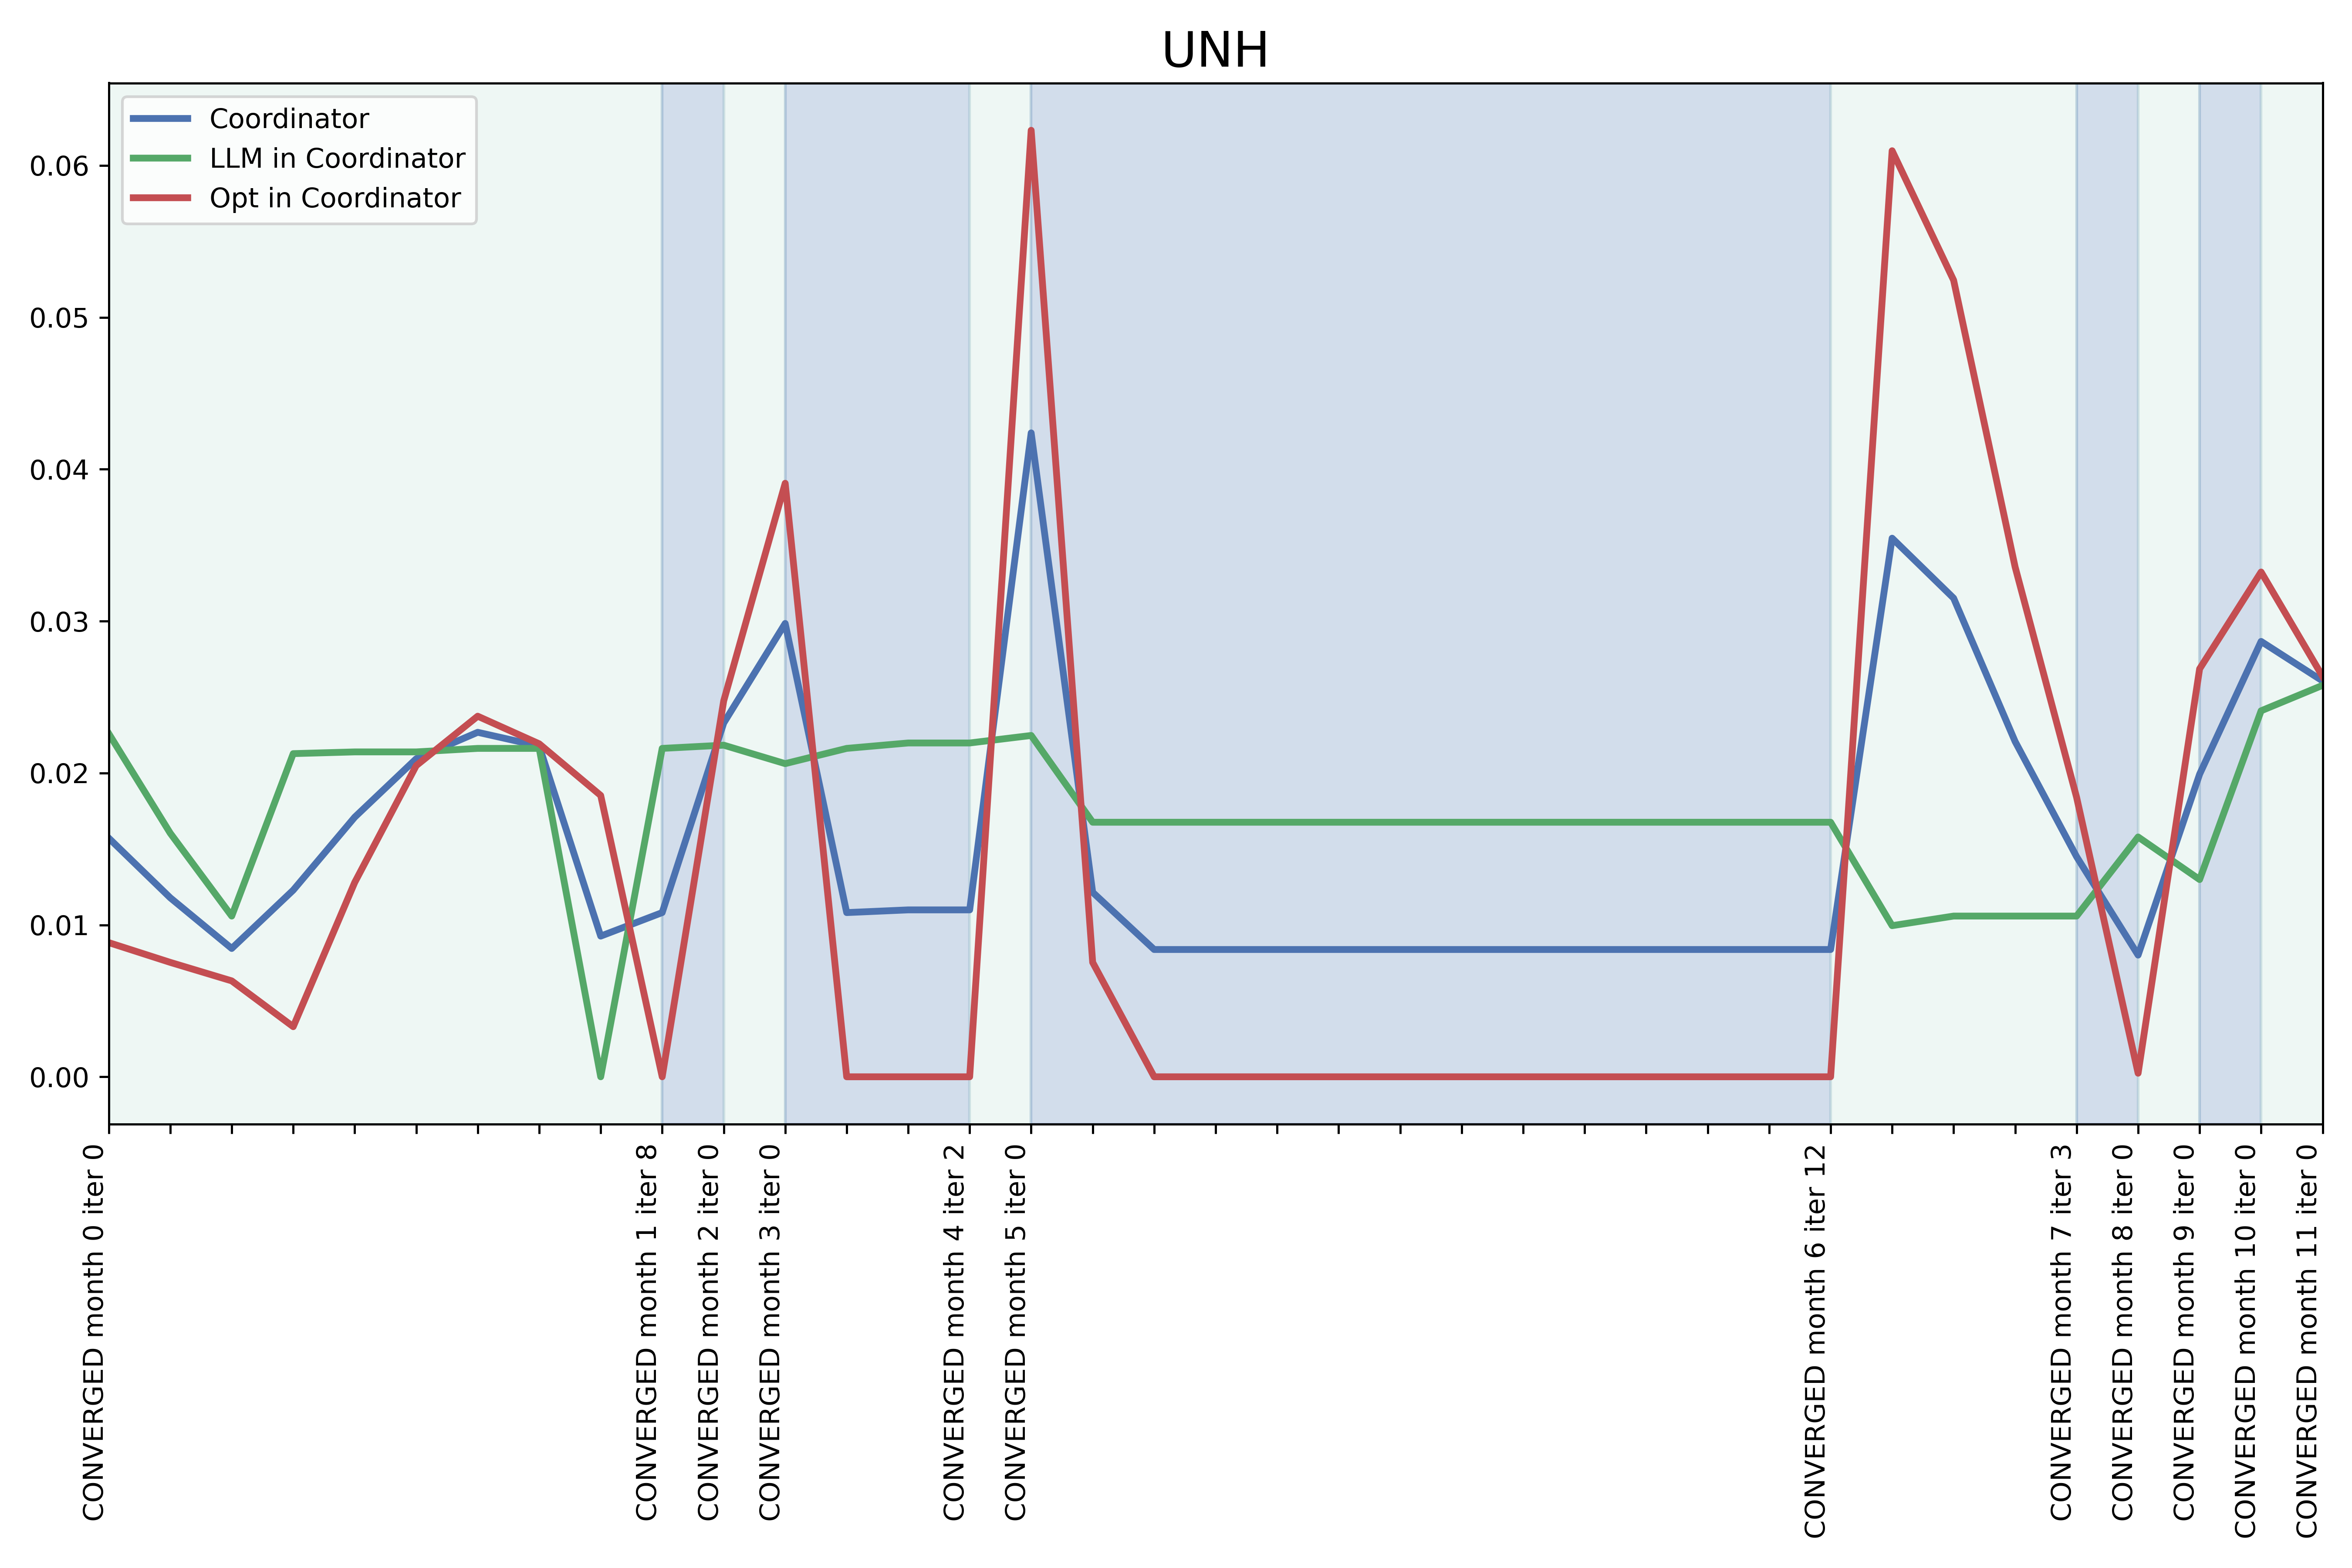 UNH
Coordinator
LLM in Coordinator
Opt in Coordinator
0.06
0.05
0.04
0.03
0.02
0.01
0.00
CONVERGED month 0 iter 0
CONVERGED month 1 iter 8
CONVERGED month 2 iter 0
CONVERGED month 3 iter 0
CONVERGED month 4 iter 2
CONVERGED month 5 iter 0
CONVERGED month 6 iter 12
CONVERGED month 7 iter 3
CONVERGED month 8 iter 0
CONVERGED month 9 iter 0
CONVERGED month 10 iter 0
CONVERGED month 11 iter 0